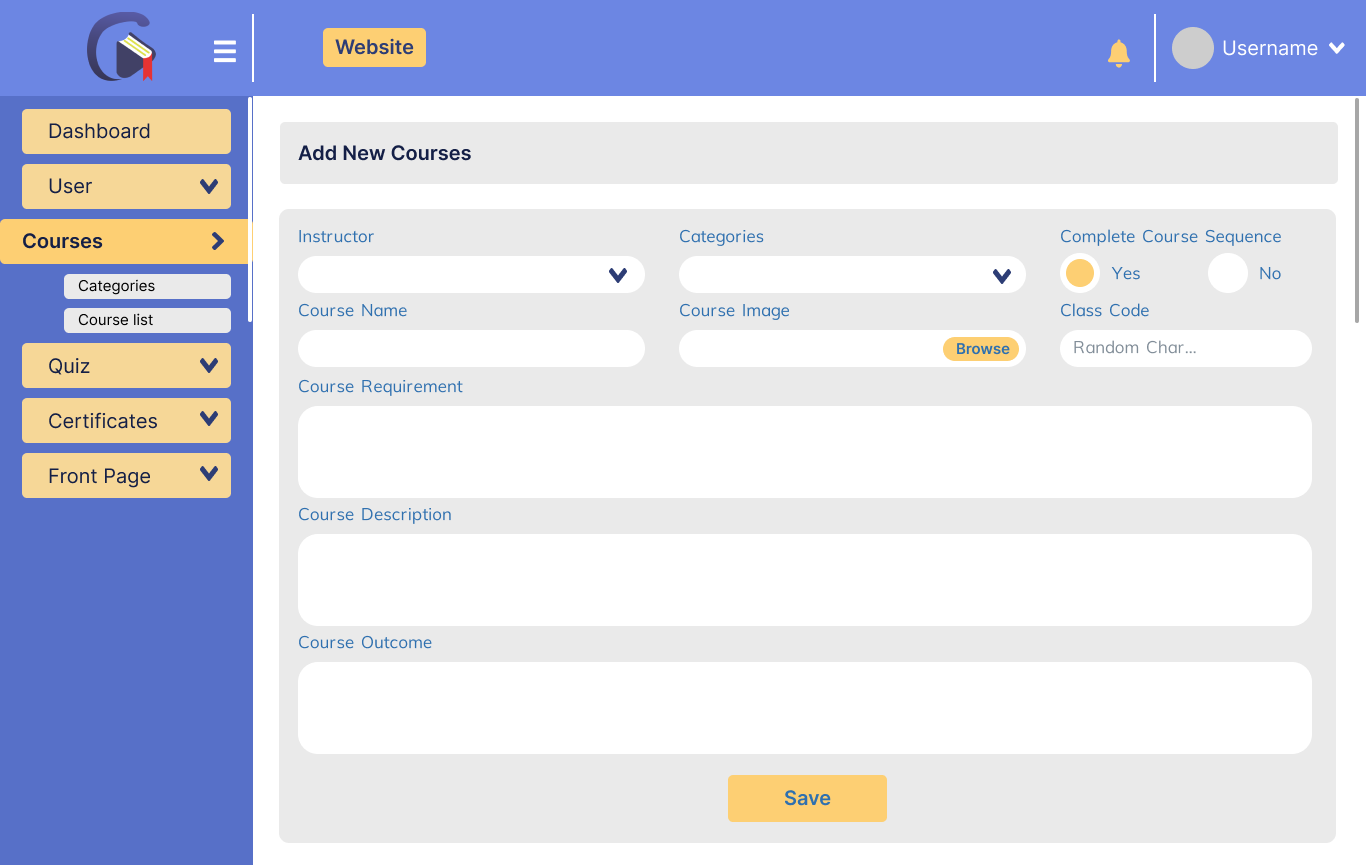 Website
Username
Dashboard
User
Courses
Categories
Course list
Quiz
Certificates
Front Page
Add New Courses
Instructor
Categories
Complete Course Sequence
Yes
No
Course Name
Course Image
Class Code
Browse
Random Char...
Course Requirement
Course Description
Course Outcome
Save